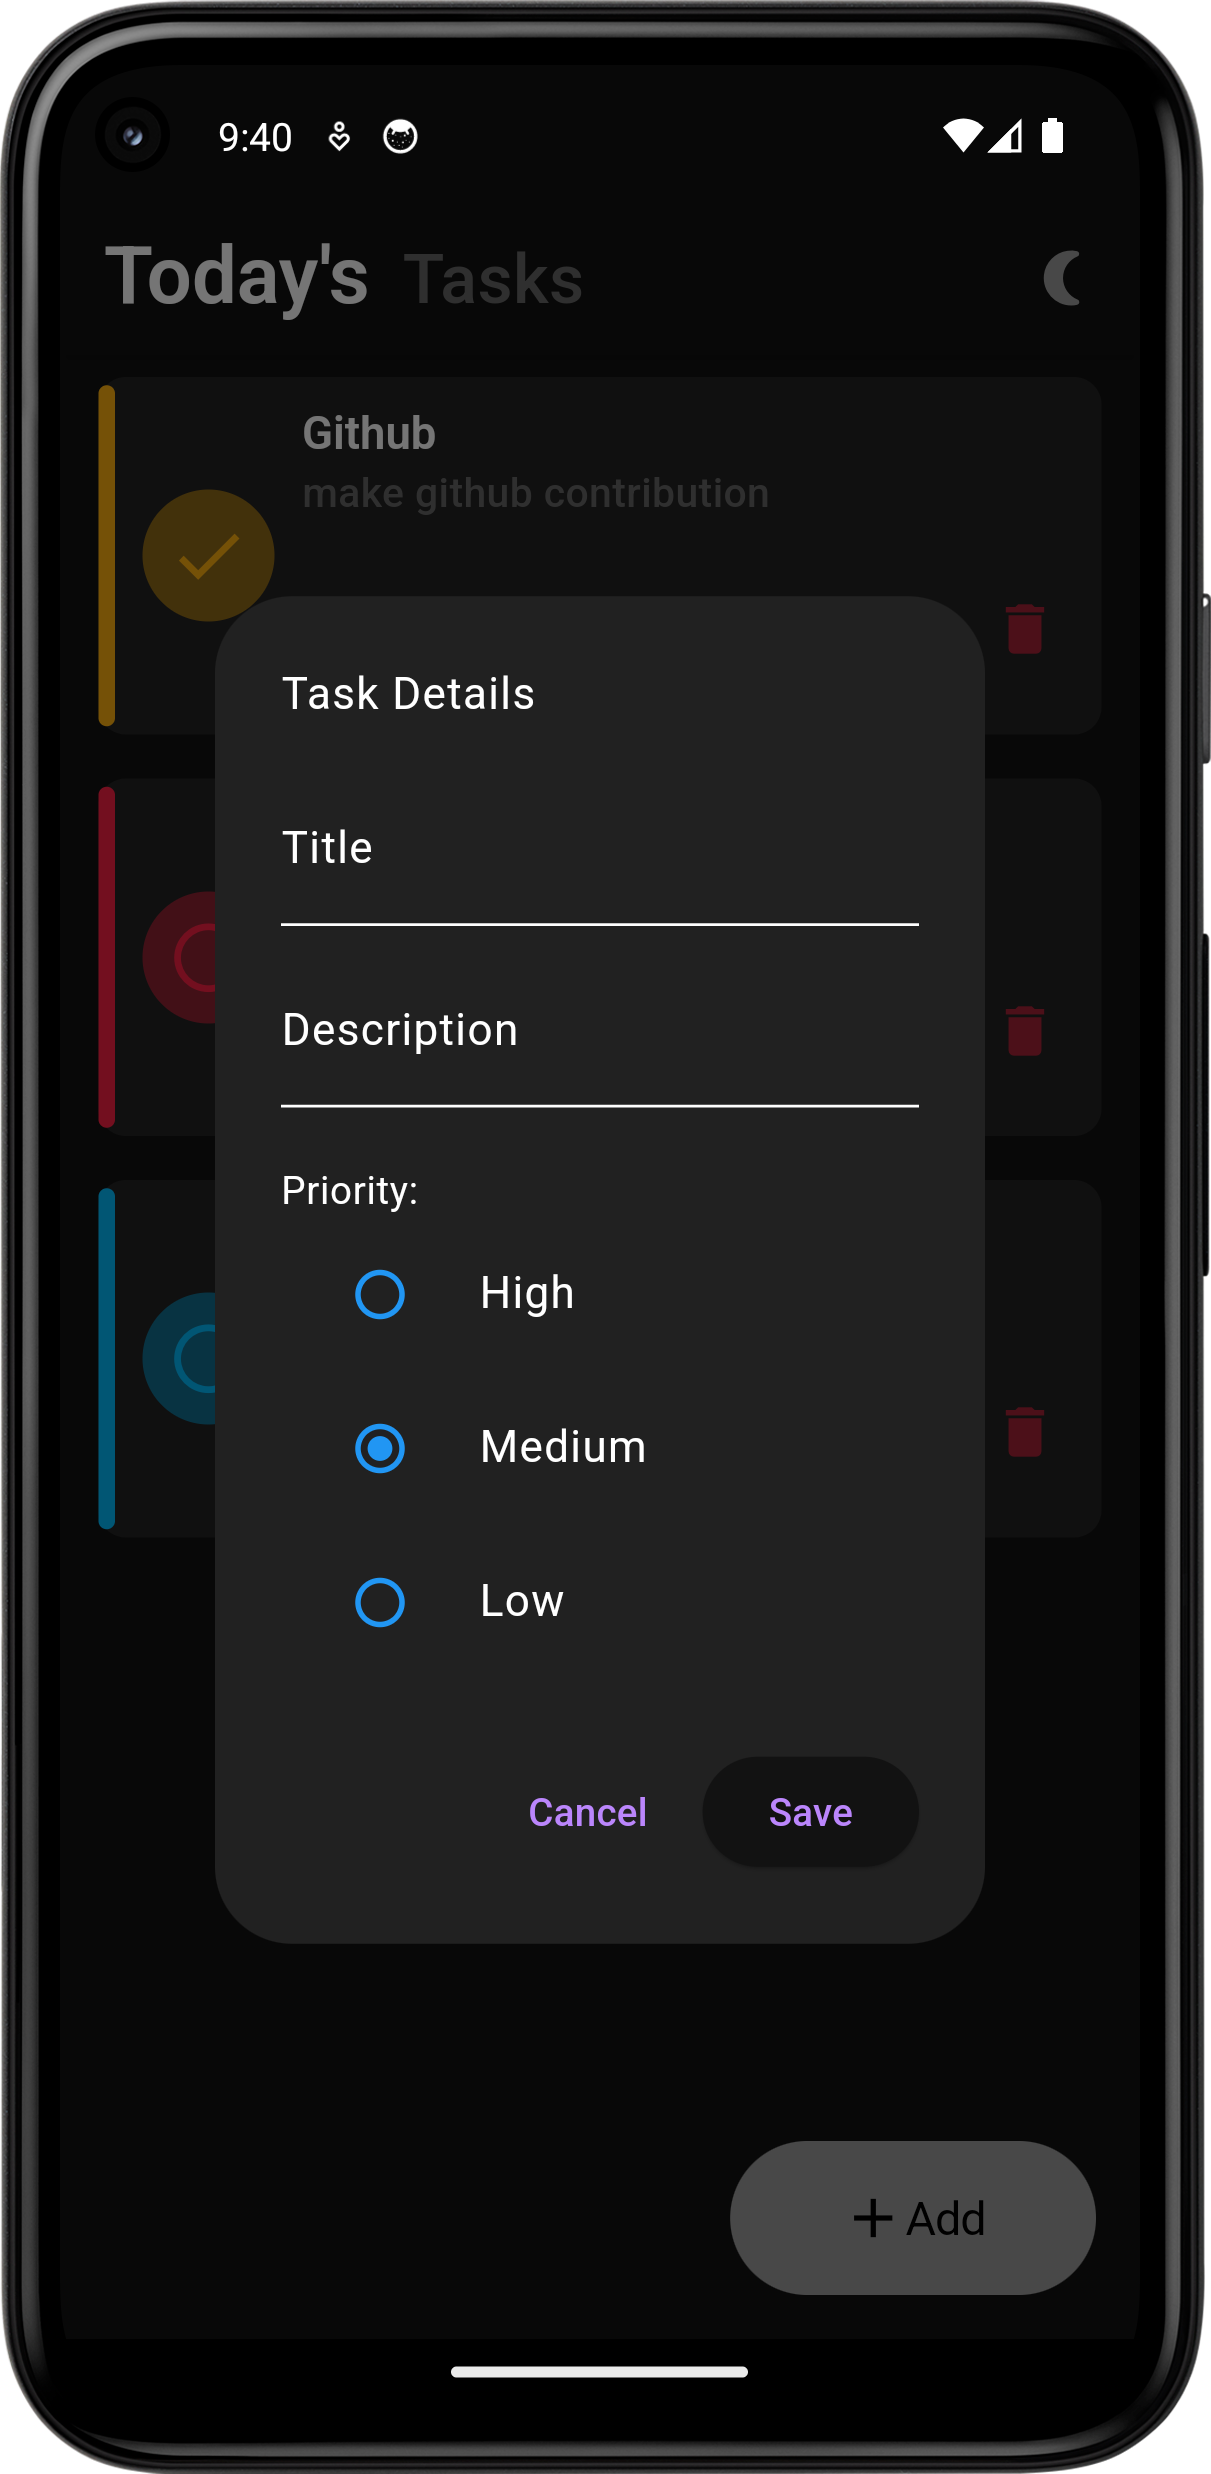 9:40
Today's Tasks
Github
make github contribution
Task Details
Title
Description
Priority:
High
Medium
Low
Cancel Save
Add